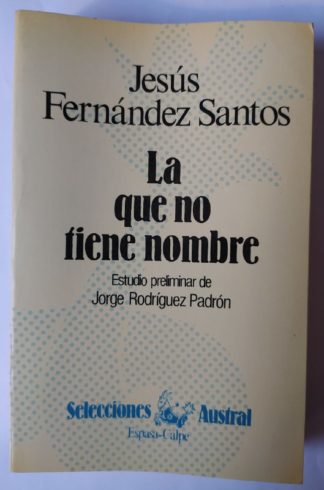 Jesús
Fernández Santos
La
que no
tiene nombre
Estudio preliminar de
Jorge Rodríguez Padrón
Selecciones Austral
Espasa-Calpe